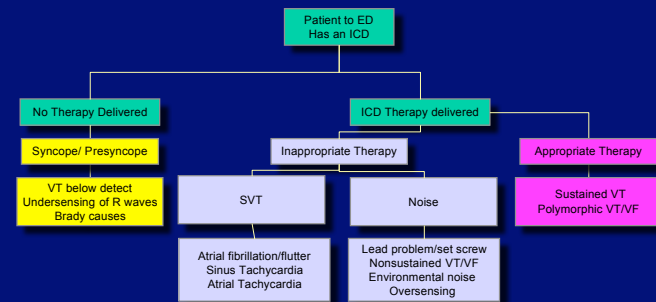 Patient to ED
Has an ICD
No Therapy Delivered
ICD Therapy delivered
Syncope/ Presyncope
Inappropriate Therapy
Appropriate Therapy
VT below detect
Undersensing of R waves
Brady causes
SVT
Noise
Sustained VT
Polymorphic VT/VF
Atrial fibrillation/flutter
Sinus Tachycardia
Atrial Tachycardia
Lead problem/set screw
Nonsustained VT/VF
Environmental noise
Oversensing